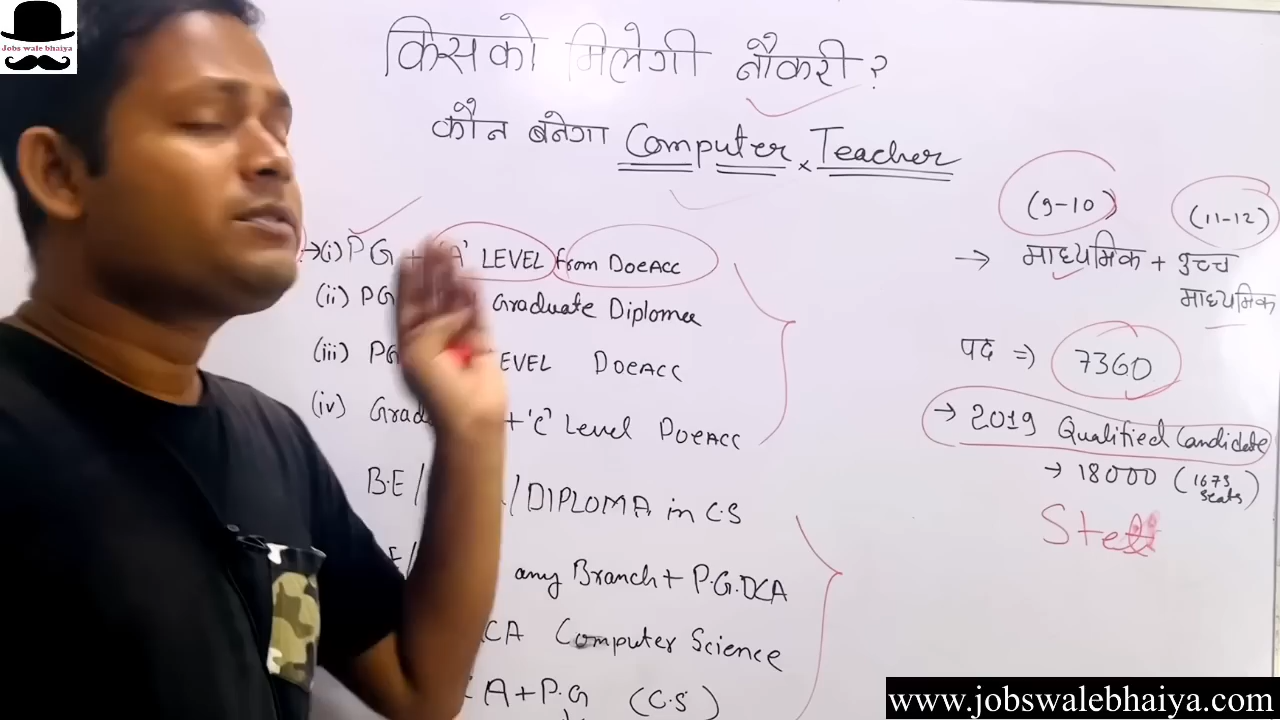 Jobs wale bhaiya
किसको मिलेगी नौकरी?
कौन बनेगा Computer Teacher
→(i) PG + 'A' LEVEL from DOEACC
(ii) PG Graduate Diploma
(iii) PG LEVEL DOEACC
(iv) Grad + 'C' Level DOEACC
B.E / / DIPLOMA in C.S
any Branch + P.G.DCA
CA Computer Science
CA + P.G (C.S)
(9-10) (11-12)
→ माध्यमिक + उच्च
माध्यमिक
पद ⇒ 7360
→ 2019 Qualified Candidate
→ 18000 (1673
seats)
Stet
www.jobswalebhaiya.com